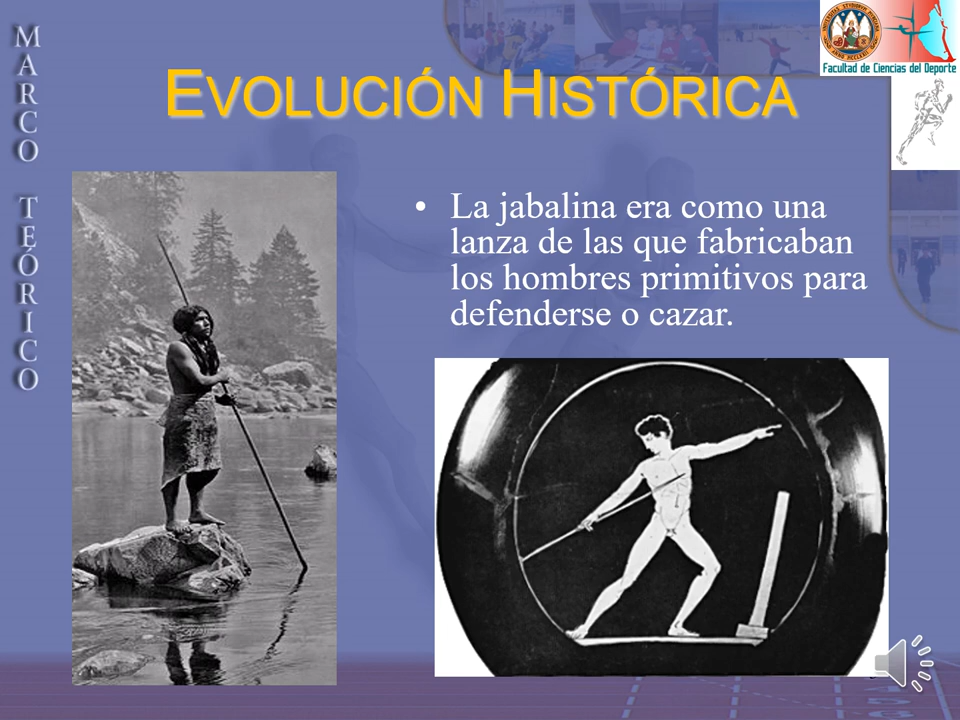 MARCO TEÓRICO
EVOLUCIÓN HISTÓRICA
Facultad de Ciencias del Deporte
• La jabalina era como una
lanza de las que fabricaban
los hombres primitivos para
defenderse o cazar.